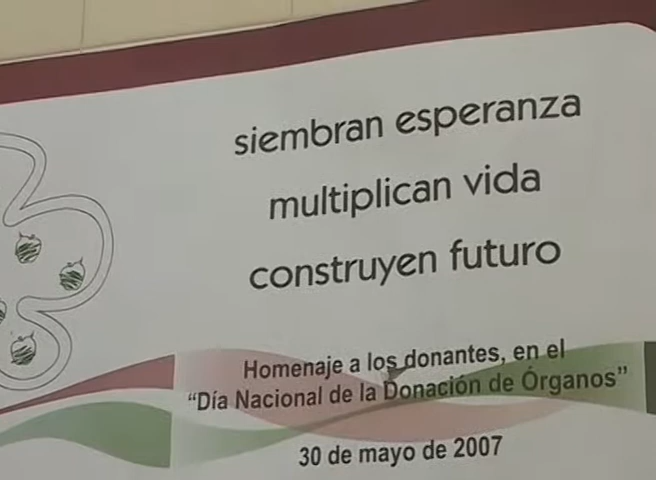 siembran esperanza
multiplican vida
construyen futuro
Homenaje a los donantes, en el
“Día Nacional de la Donación de Órganos”
30 de mayo de 2007